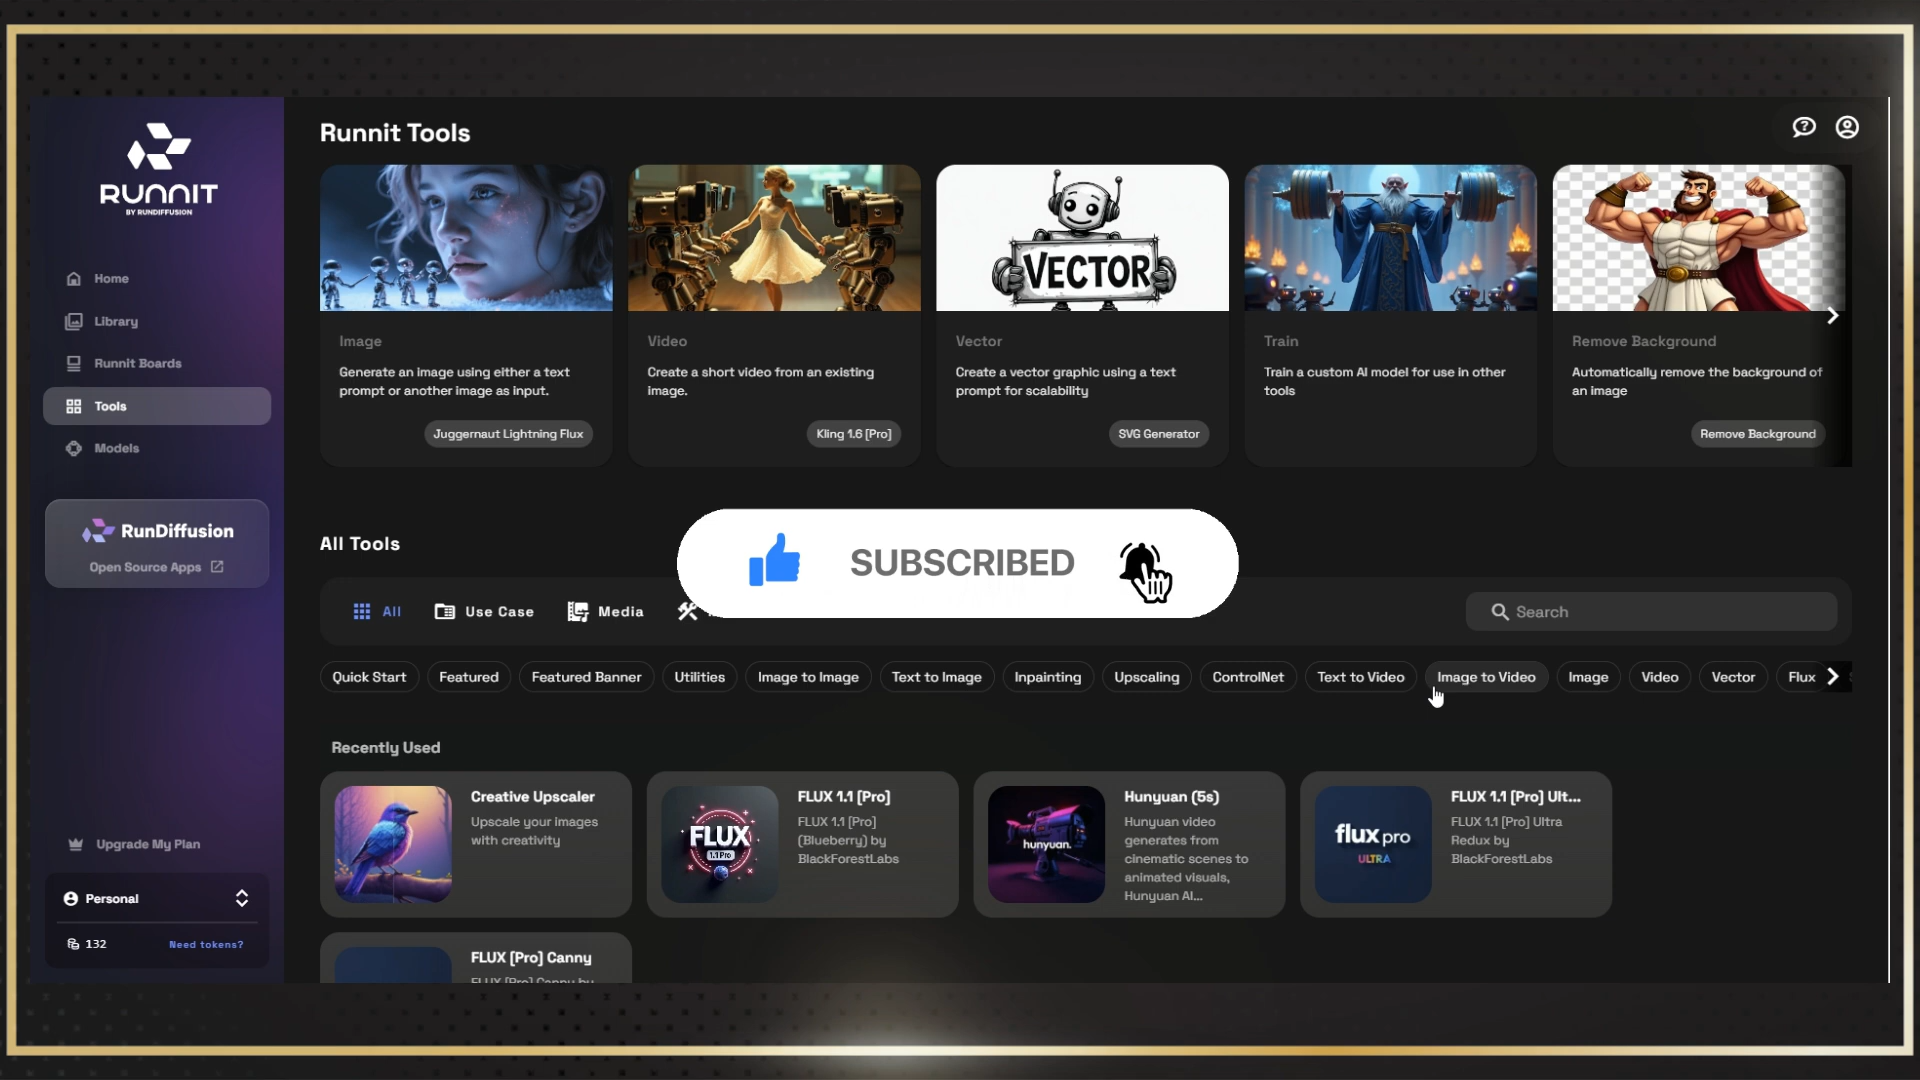 RUNNIT
BY RUNDIFFUSION
Home
Library
Runnit Boards
Tools
Models
RunDiffusion
Open Source Apps
Upgrade My Plan
Personal
132
Need tokens?
Runnit Tools
VECTOR
Image
Generate an image using either a text
prompt or another image as input.
Juggernaut Lightning Flux
Video
Create a short video from an existing
image.
Kling 1.6 [Pro]
Vector
Create a vector graphic using a text
prompt for scalability
SVG Generator
Train
Train a custom AI model for use in other
tools
Remove Background
Automatically remove the background of
an image
Remove Background
All Tools
SUBSCRIBED
All
Use Case
Media
Search
Quick Start
Featured
Featured Banner
Utilities
Image to Image
Text to Image
Inpainting
Upscaling
ControlNet
Text to Video
Image to Video
Image
Video
Vector
Flux
Recently Used
Creative Upscaler
Upscale your images
with creativity
FLUX
1.1 Pro
FLUX 1.1 [Pro]
FLUX 1.1 [Pro]
(Blueberry) by
BlackForestLabs
hunyuan.
Hunyuan (5s)
Hunyuan video
generates from
cinematic scenes to
animated visuals,
Hunyuan AI...
flux pro
ULTRA
FLUX 1.1 [Pro] Ult...
FLUX 1.1 [Pro] Ultra
Redux by
BlackForestLabs
FLUX [Pro] Canny
FLUX [Pro] Canny by